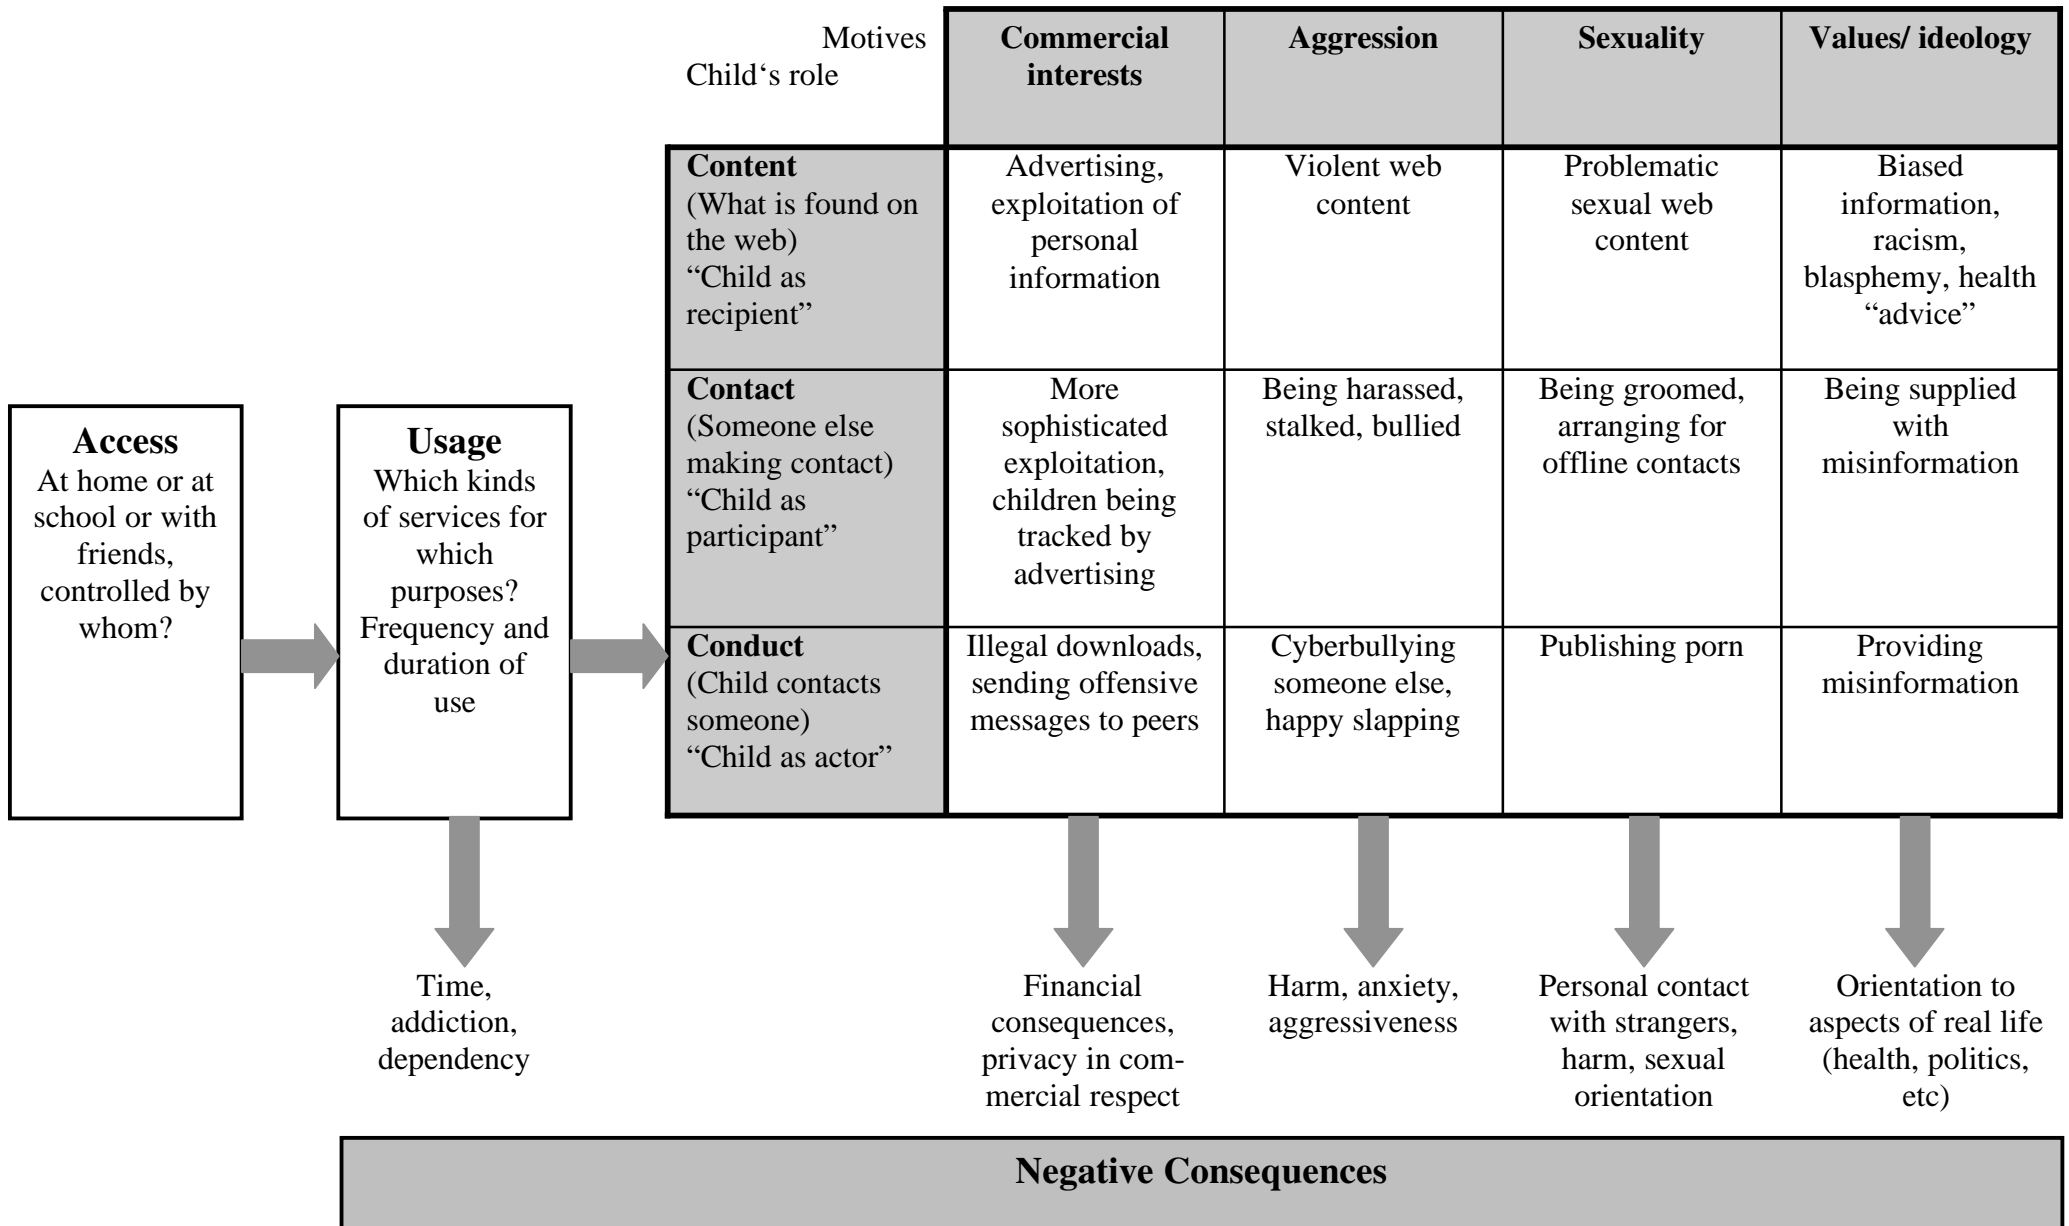 Motives
Child‘s role
Commercial
interests
Aggression
Sexuality
Values/ ideology
Content
(What is found on
the web)
“Child as
recipient”
Advertising,
exploitation of
personal
information
Violent web
content
Problematic
sexual web
content
Biased
information,
racism,
blasphemy, health
“advice”
Access
At home or at
school or with
friends,
controlled by
whom?
Usage
Which kinds
of services for
which
purposes?
Frequency and
duration of
use
Contact
(Someone else
making contact)
“Child as
participant”
More
sophisticated
exploitation,
children being
tracked by
advertising
Being harassed,
stalked, bullied
Being groomed,
arranging for
offline contacts
Being supplied
with
misinformation
Conduct
(Child contacts
someone)
“Child as actor”
Illegal downloads,
sending offensive
messages to peers
Cyberbullying
someone else,
happy slapping
Publishing porn
Providing
misinformation
Time,
addiction,
dependency
Financial
consequences,
privacy in com-
mercial respect
Harm, anxiety,
aggressiveness
Personal contact
with strangers,
harm, sexual
orientation
Orientation to
aspects of real life
(health, politics,
etc)
Negative Consequences